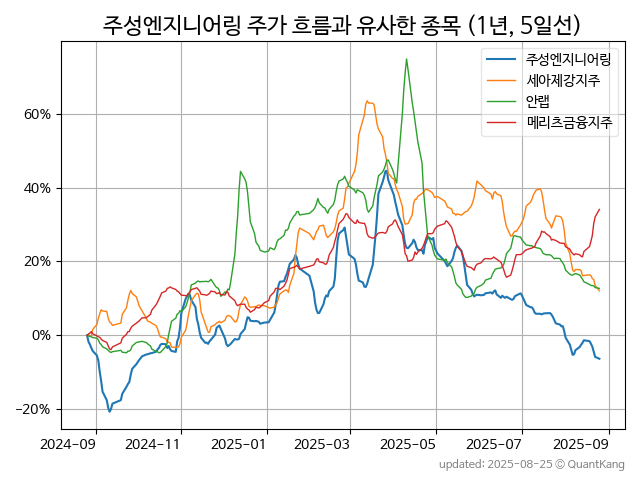 주성엔지니어링 주가 흐름과 유사한 종목 (1년, 5일선)
주성엔지니어링
세아제강지주
안랩
메리츠금융지주
60%
40%
20%
0%
−20%
2024−09 2024−11 2025−01 2025−03 2025−05 2025−07 2025−09
updated: 2025-08-25 © QuantKang